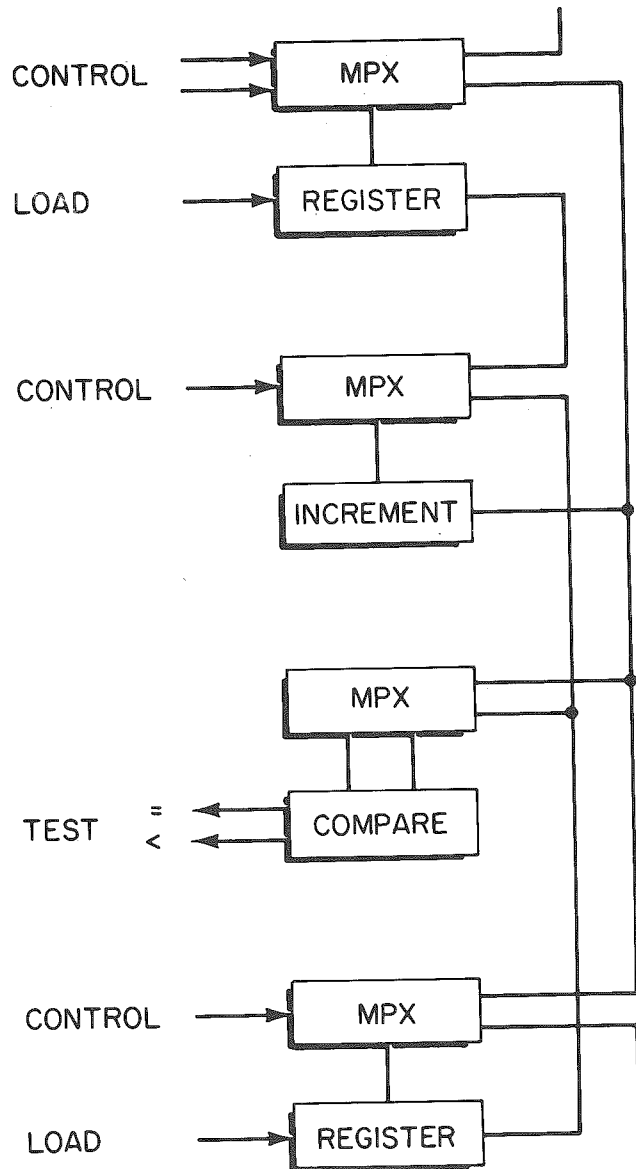 CONTROL MPX
LOAD REGISTER
CONTROL MPX
INCREMENT
MPX
TEST = COMPARE
<
CONTROL MPX
LOAD REGISTER